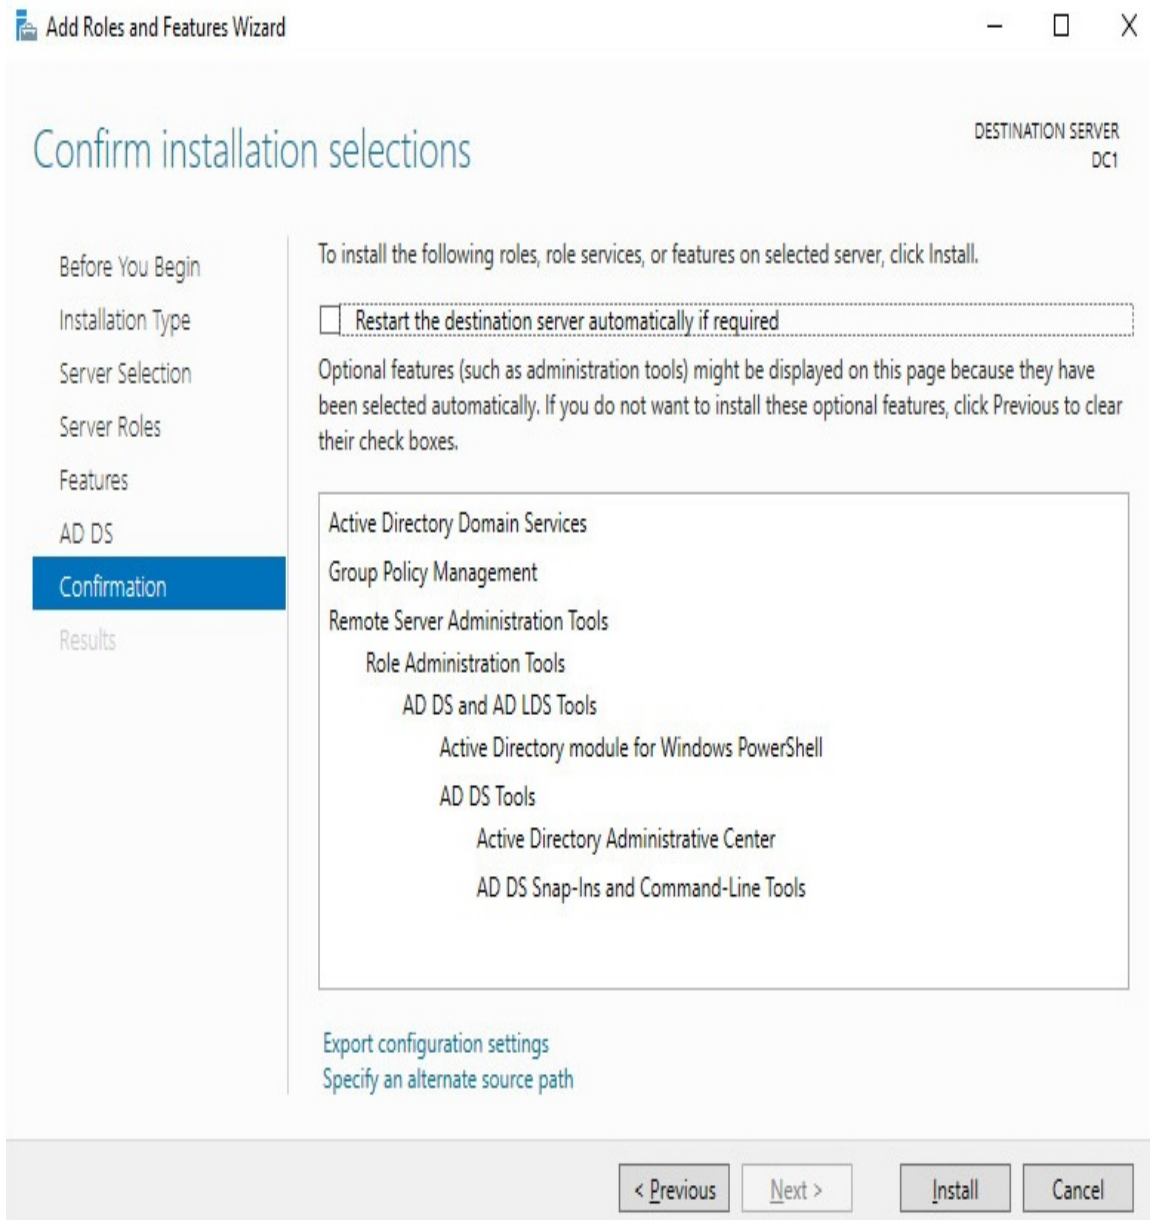 Add Roles and Features Wizard
Confirm installation selections
DESTINATION SERVER
DC1
Before You Begin
Installation Type
Server Selection
Server Roles
Features
AD DS
Confirmation
Results
To install the following roles, role services, or features on selected server, click Install.
Restart the destination server automatically if required
Optional features (such as administration tools) might be displayed on this page because they have
been selected automatically. If you do not want to install these optional features, click Previous to clear
their check boxes.
Active Directory Domain Services
Group Policy Management
Remote Server Administration Tools
Role Administration Tools
AD DS and AD LDS Tools
Active Directory module for Windows PowerShell
AD DS Tools
Active Directory Administrative Center
AD DS Snap-Ins and Command-Line Tools
Export configuration settings
Specify an alternate source path
< Previous
Next >
Install
Cancel